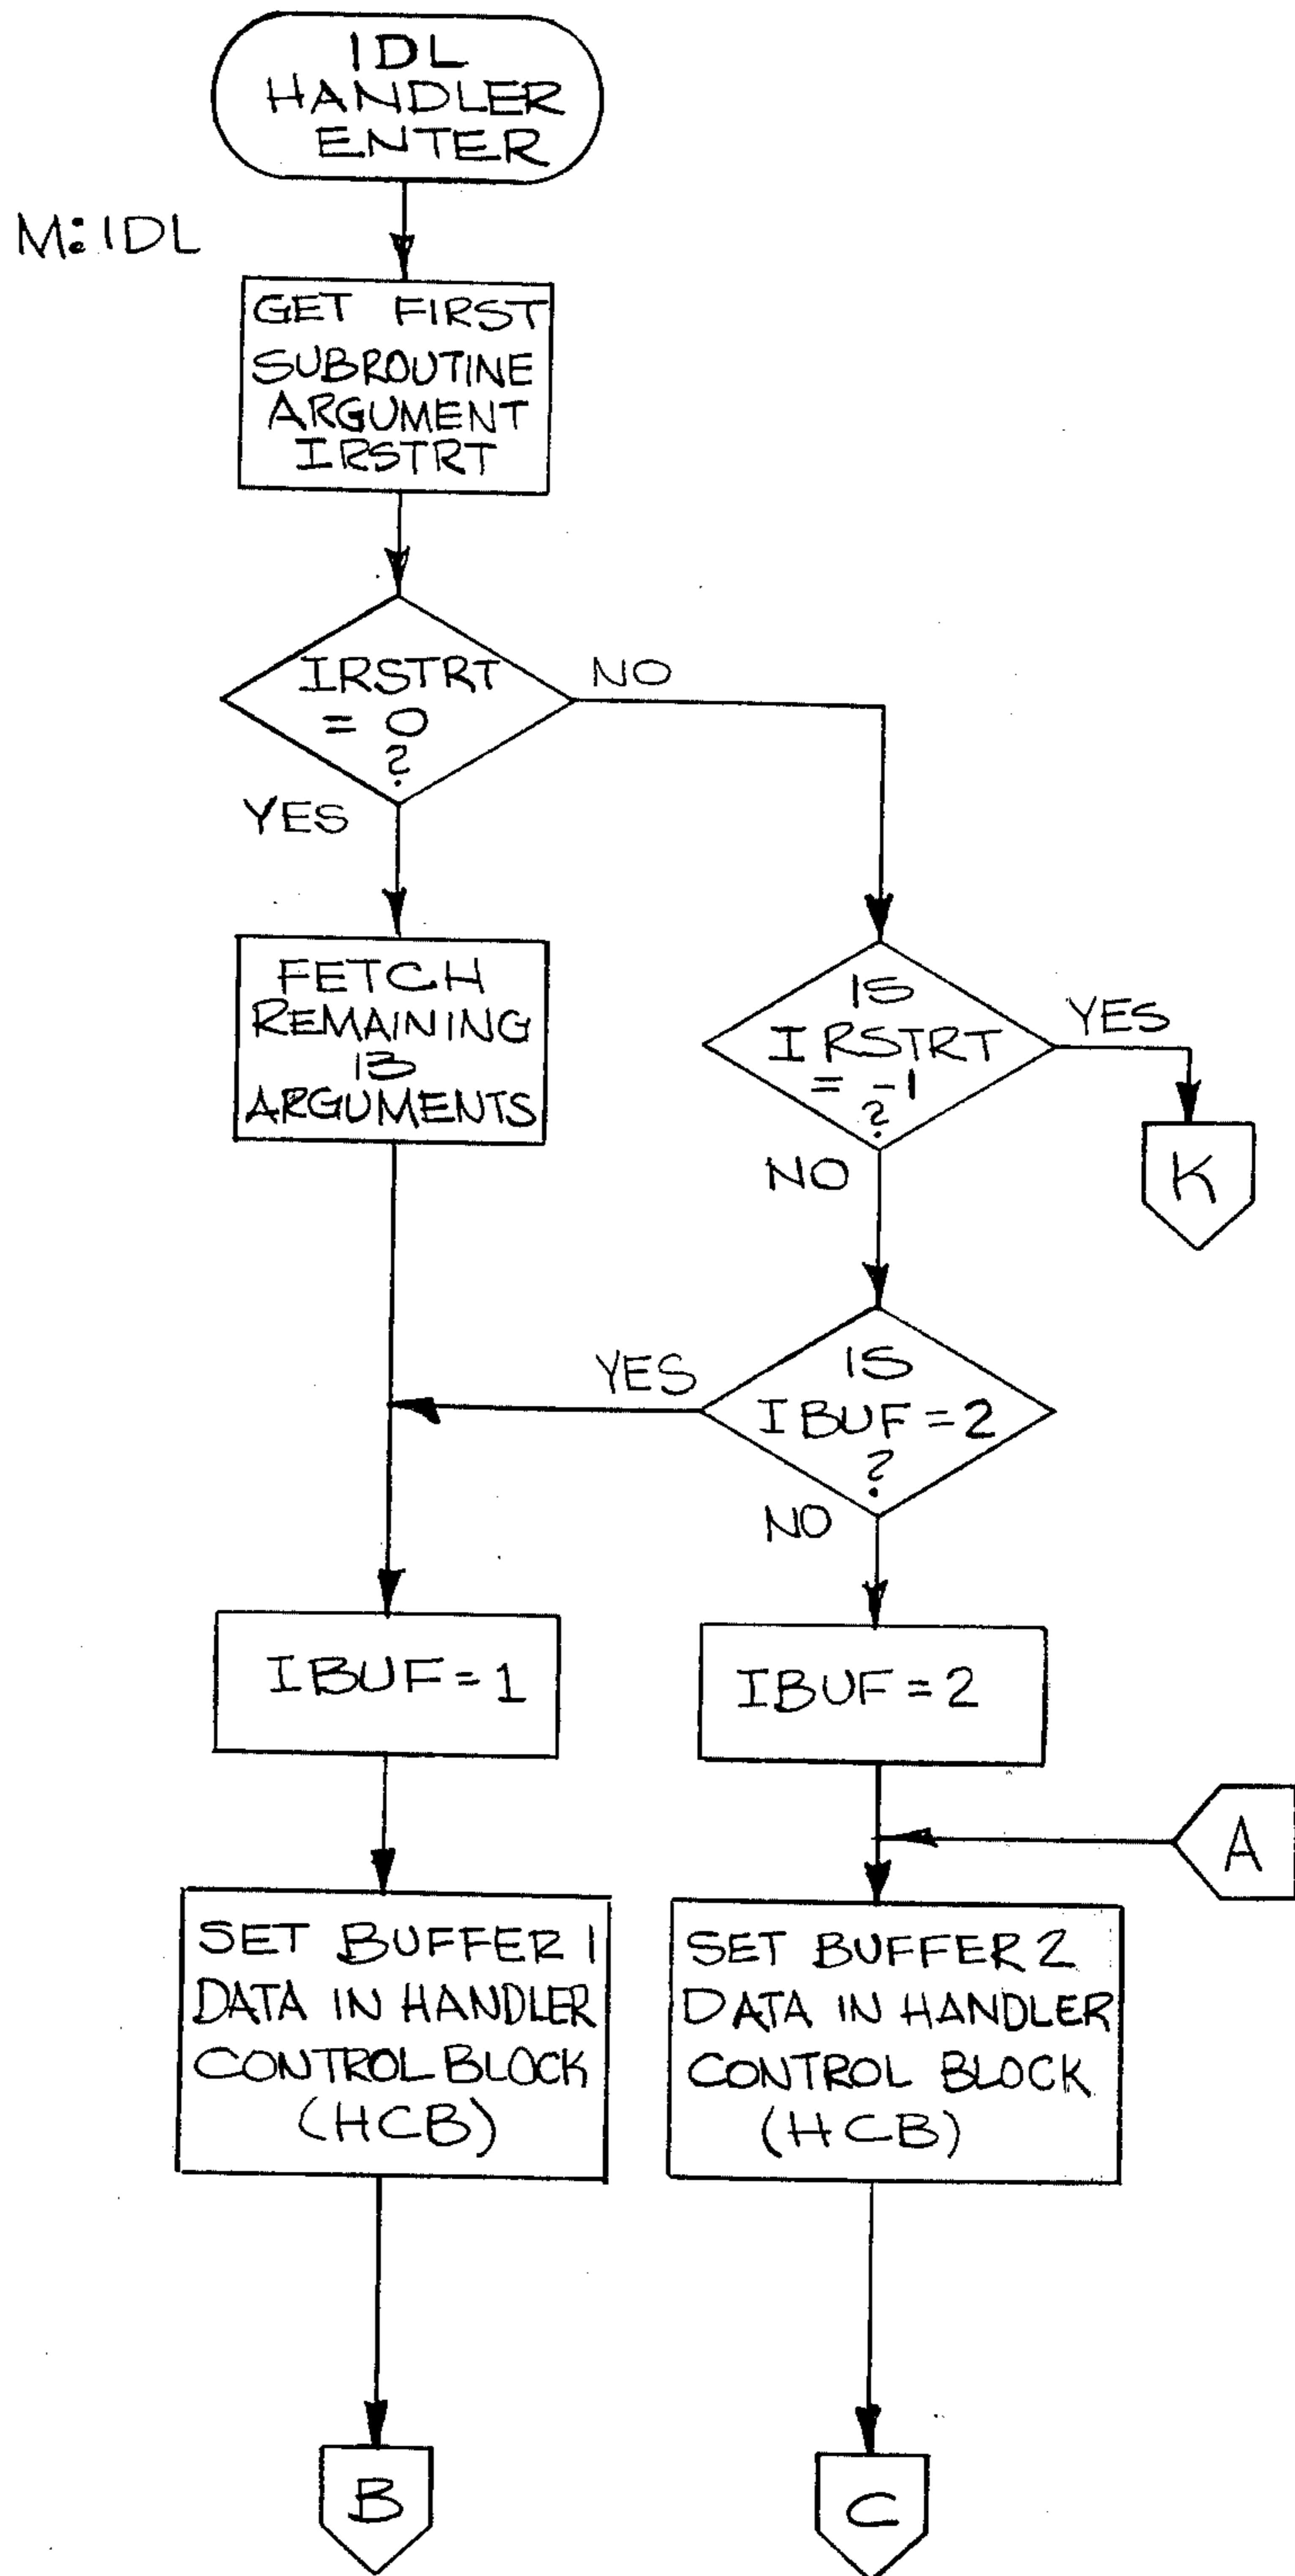 IDL
HANDLER
ENTER
M:IDL
GET FIRST
SUBROUTINE
ARGUMENT
IRSTRT
IRSTRT
= 0
?
NO
YES
FETCH
REMAINING
13
ARGUMENTS
IS
IRSTRT
= -1
?
YES
NO
K
IS
IBUF = 2
?
YES
NO
IBUF = 1
IBUF = 2
A
SET BUFFER 1
DATA IN HANDLER
CONTROL BLOCK
(HCB)
SET BUFFER 2
DATA IN HANDLER
CONTROL BLOCK
(HCB)
B
C